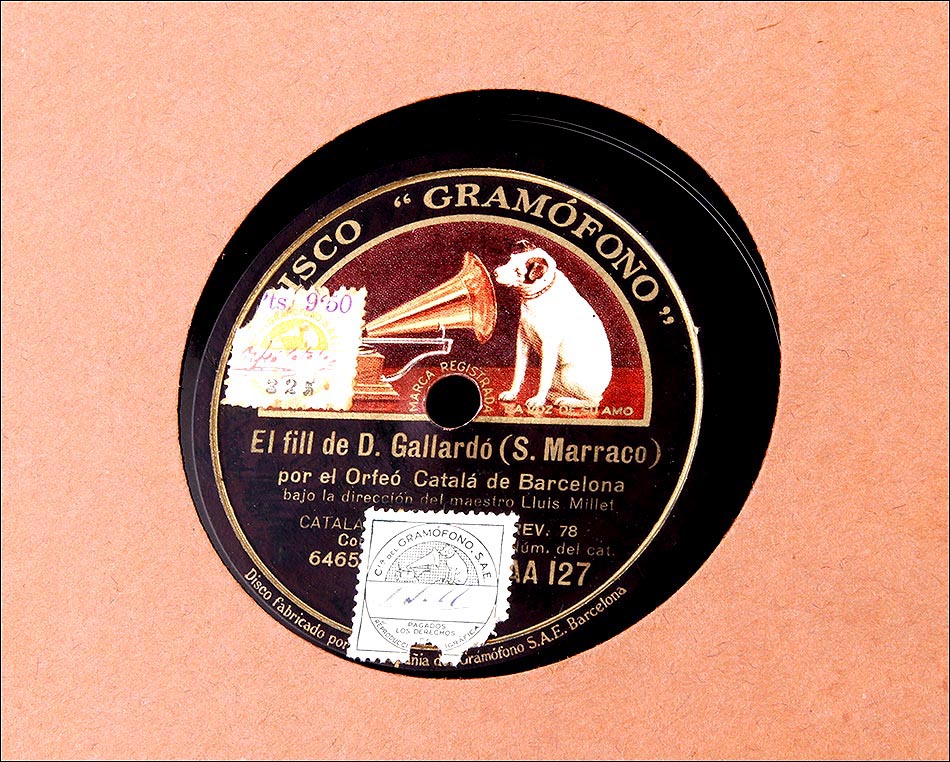 DISCO "GRAMÓFONO"
Pts. 9'50
325
MARCA REGISTRADA
LA VOZ DE SU AMO
El fill de D. Gallardó (S. Marraco)
por el Orfeó Catalá de Barcelona
bajo la dirección del maestro Lluis Millet
CATALA REV. 78
Núm. del cat.
6465 AA 127
Cía DEL GRAMÓFONO, S.A.E.
PAGADOS
LOS DERECHOS
Disco fabricado por Gramófono S.A.E. Barcelona